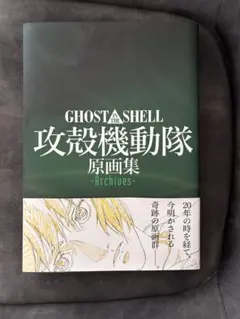 GHOST IN THE SHELL
攻殻機動隊
原画集
-Archives-
20年の時を経て、
今明かされる
奇跡の原画群